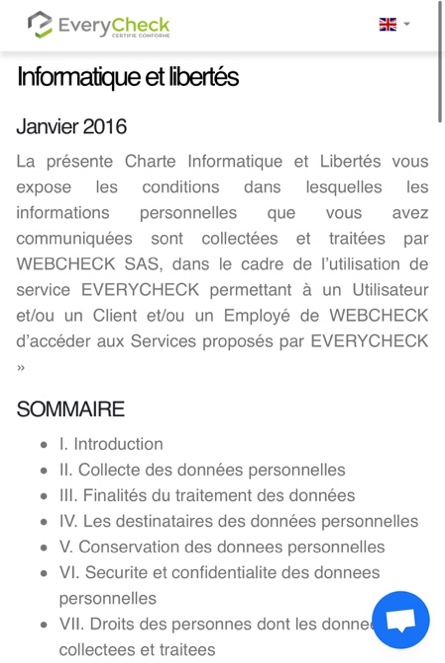 EveryCheck
CERTIFIE CONFORME
Informatique et libertés
Janvier 2016
La présente Charte Informatique et Libertés vous
expose les conditions dans lesquelles les
informations personnelles que vous avez
communiquées sont collectées et traitées par
WEBCHECK SAS, dans le cadre de l'utilisation de
service EVERYCHECK permettant à un Utilisateur
et/ou un Client et/ou un Employé de WEBCHECK
d'accéder aux Services proposés par EVERYCHECK
»
SOMMAIRE
• I. Introduction
• II. Collecte des données personnelles
• III. Finalités du traitement des données
• IV. Les destinataires des données personnelles
• V. Conservation des donnees personnelles
• VI. Securite et confidentialite des donnees
personnelles
• VII. Droits des personnes dont les
collectees et traitees